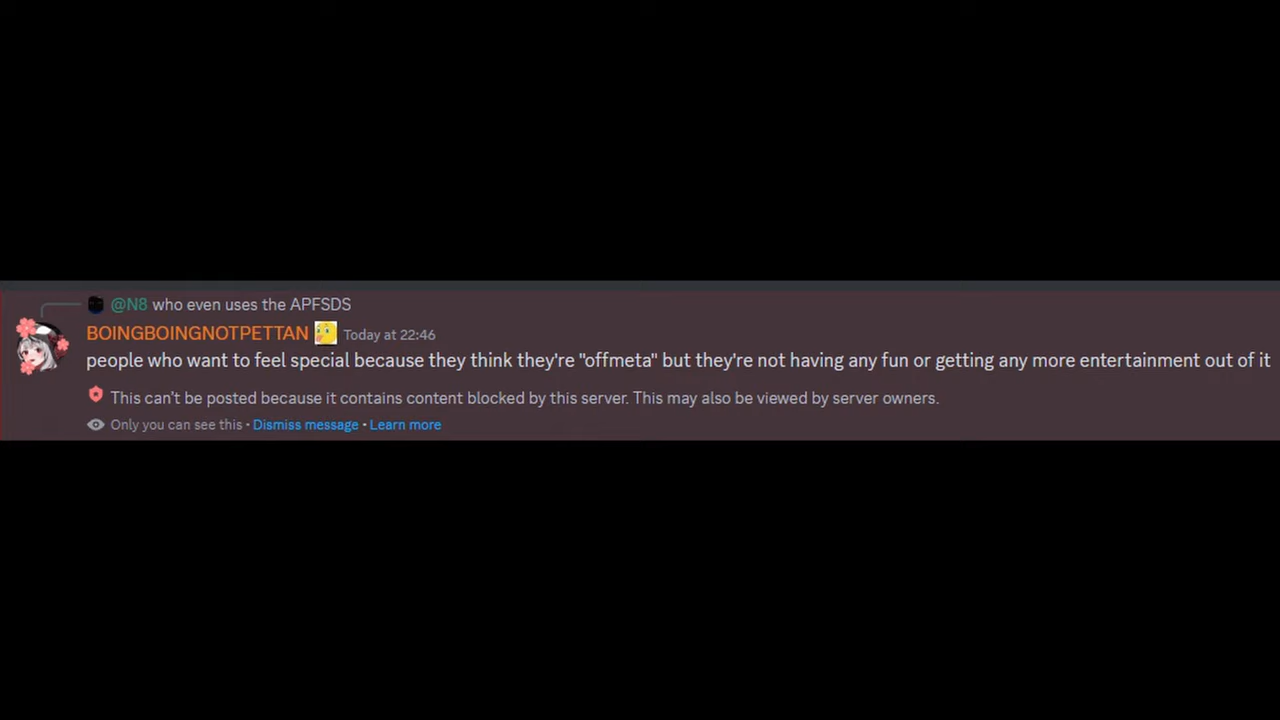 @N8 who even uses the APFSDS
BOINGBOINGNOTPETTAN Today at 22:46
people who want to feel special because they think they're "offmeta" but they're not having any fun or getting any more entertainment out of it
This can't be posted because it contains content blocked by this server. This may also be viewed by server owners.
Only you can see this • Dismiss message • Learn more